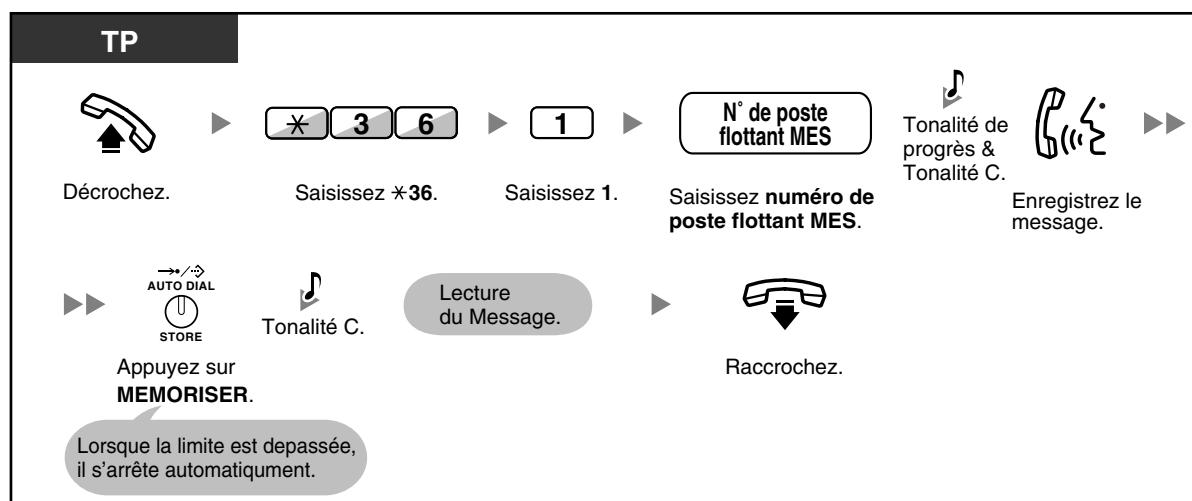 TP
✳ 3 6
1
N° de poste
flottant MES
Tonalité de
progrès &
Tonalité C.
Décrochez.
Saisissez ✳36.
Saisissez 1.
Saisissez numéro de
poste flottant MES.
Enregistrez le
message.
AUTO DIAL
STORE
Tonalité C.
Lecture
du Message.
Appuyez sur
MEMORISER.
Raccrochez.
Lorsque la limite est depassée,
il s'arrête automatiqument.